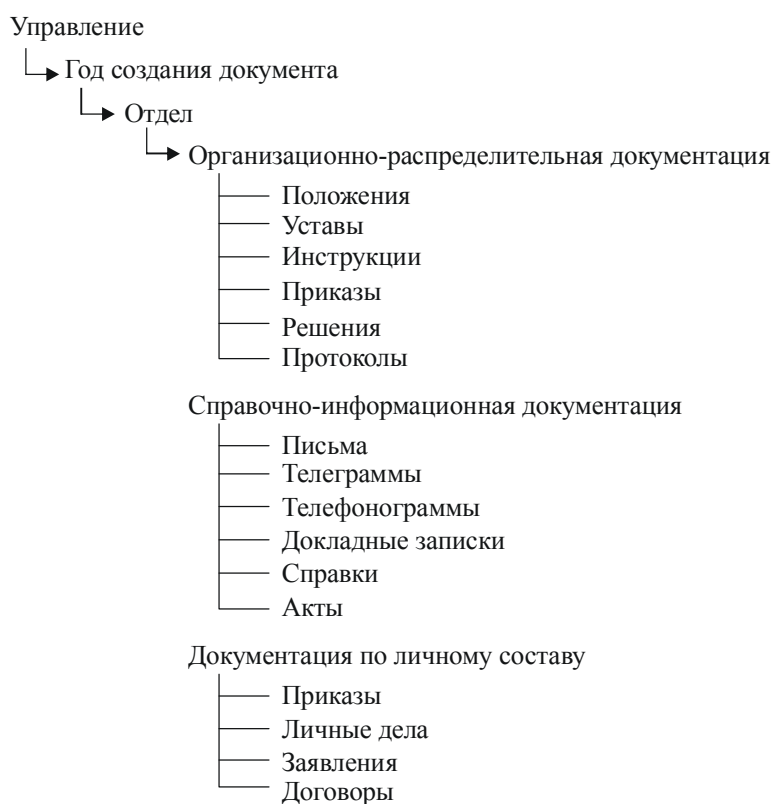 Управление
Год создания документа
Отдел
Организационно-распределительная документация
Положения
Уставы
Инструкции
Приказы
Решения
Протоколы
Справочно-информационная документация
Письма
Телеграммы
Телефонограммы
Докладные записки
Справки
Акты
Документация по личному составу
Приказы
Личные дела
Заявления
Договоры